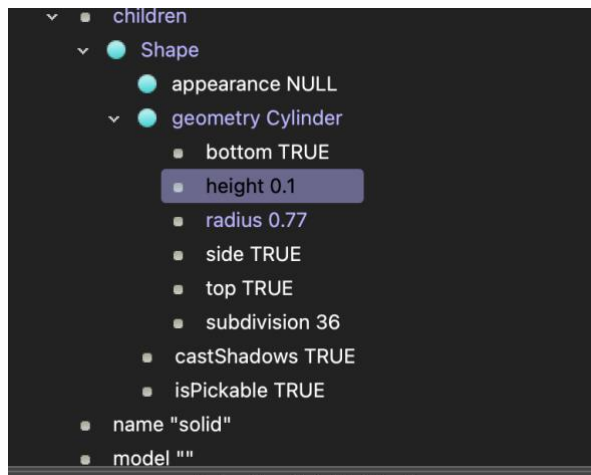 children
Shape
appearance NULL
geometry Cylinder
bottom TRUE
height 0.1
radius 0.77
side TRUE
top TRUE
subdivision 36
castShadows TRUE
isPickable TRUE
name "solid"
model ""